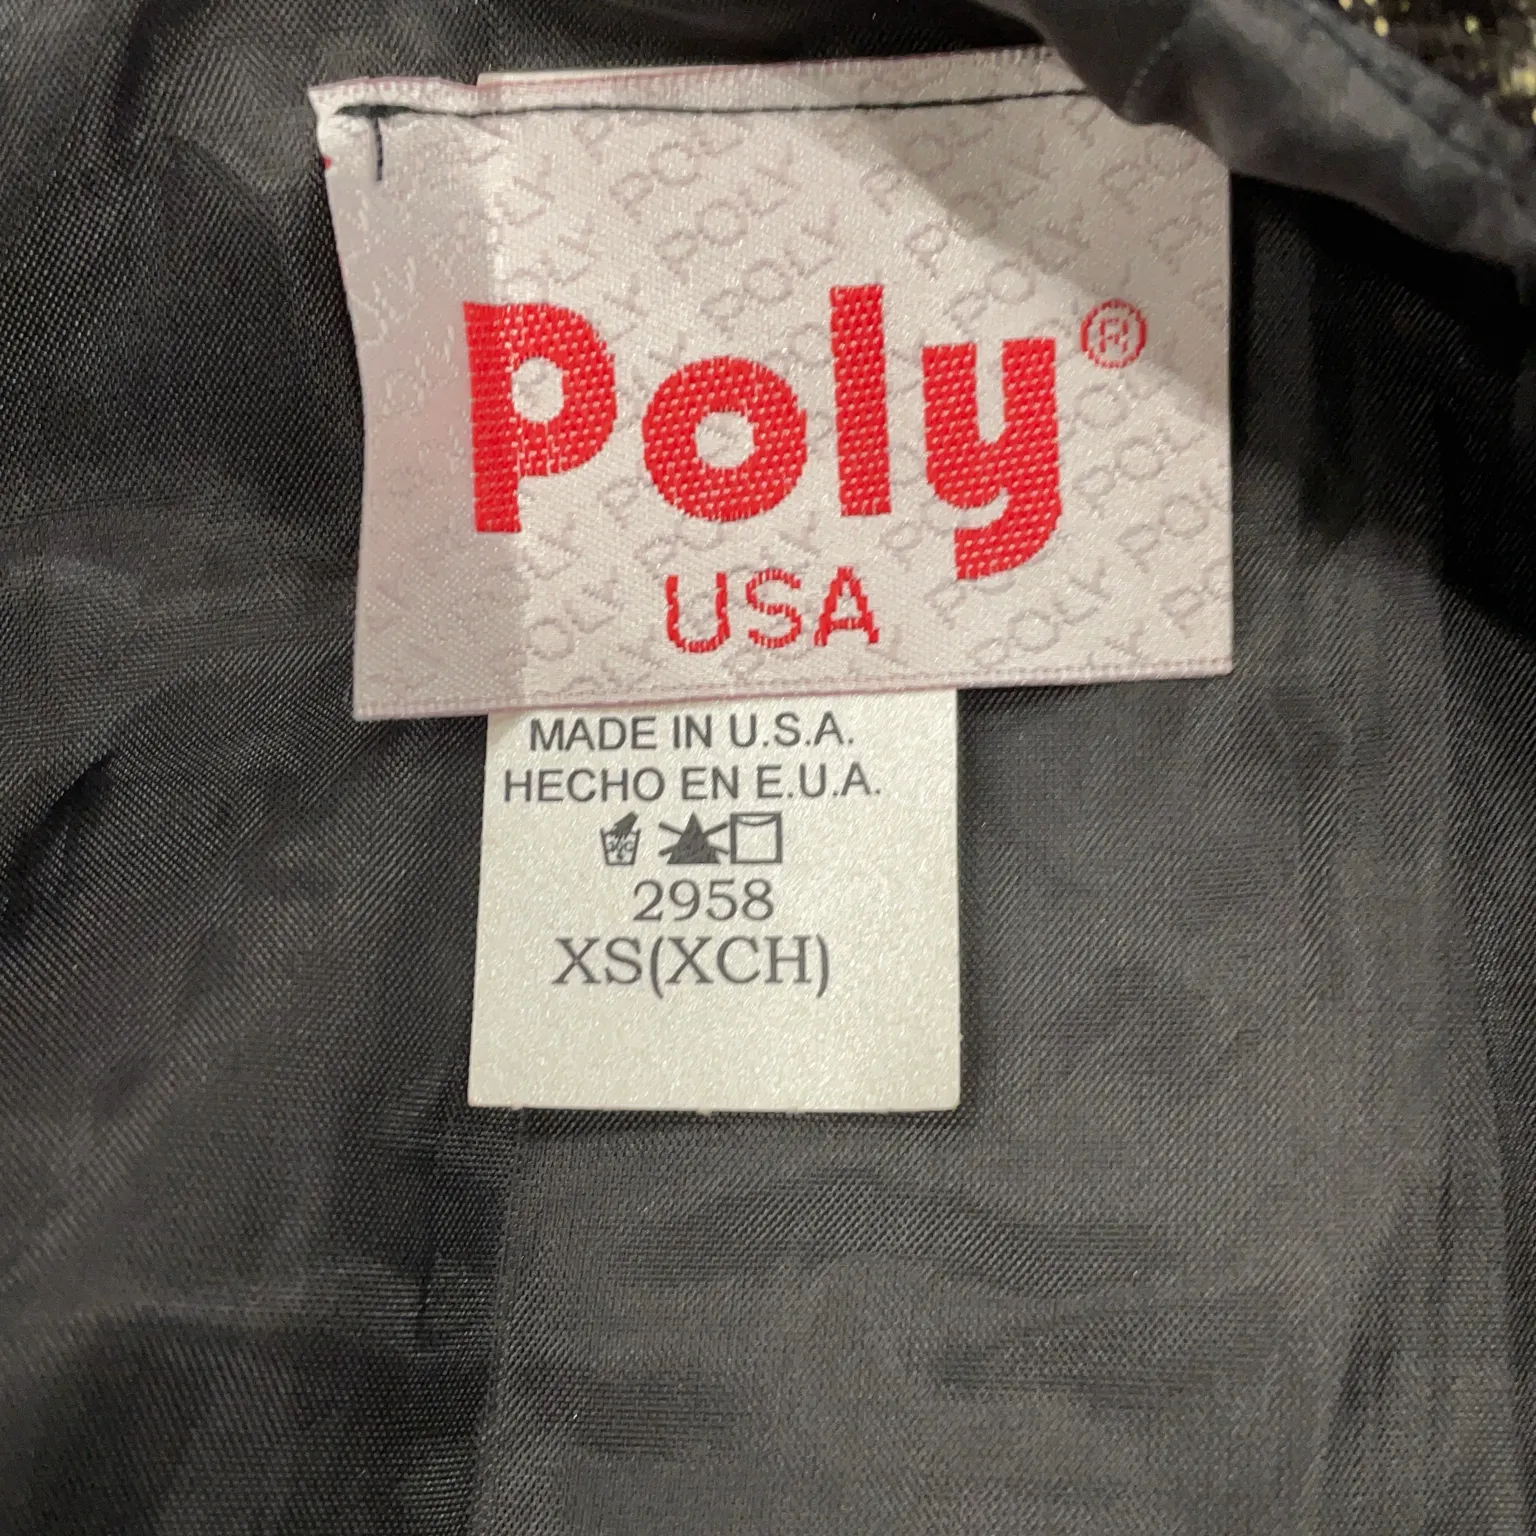 Poly®
USA
MADE IN U.S.A.
HECHO EN E.U.A.
2958
XS(XCH)